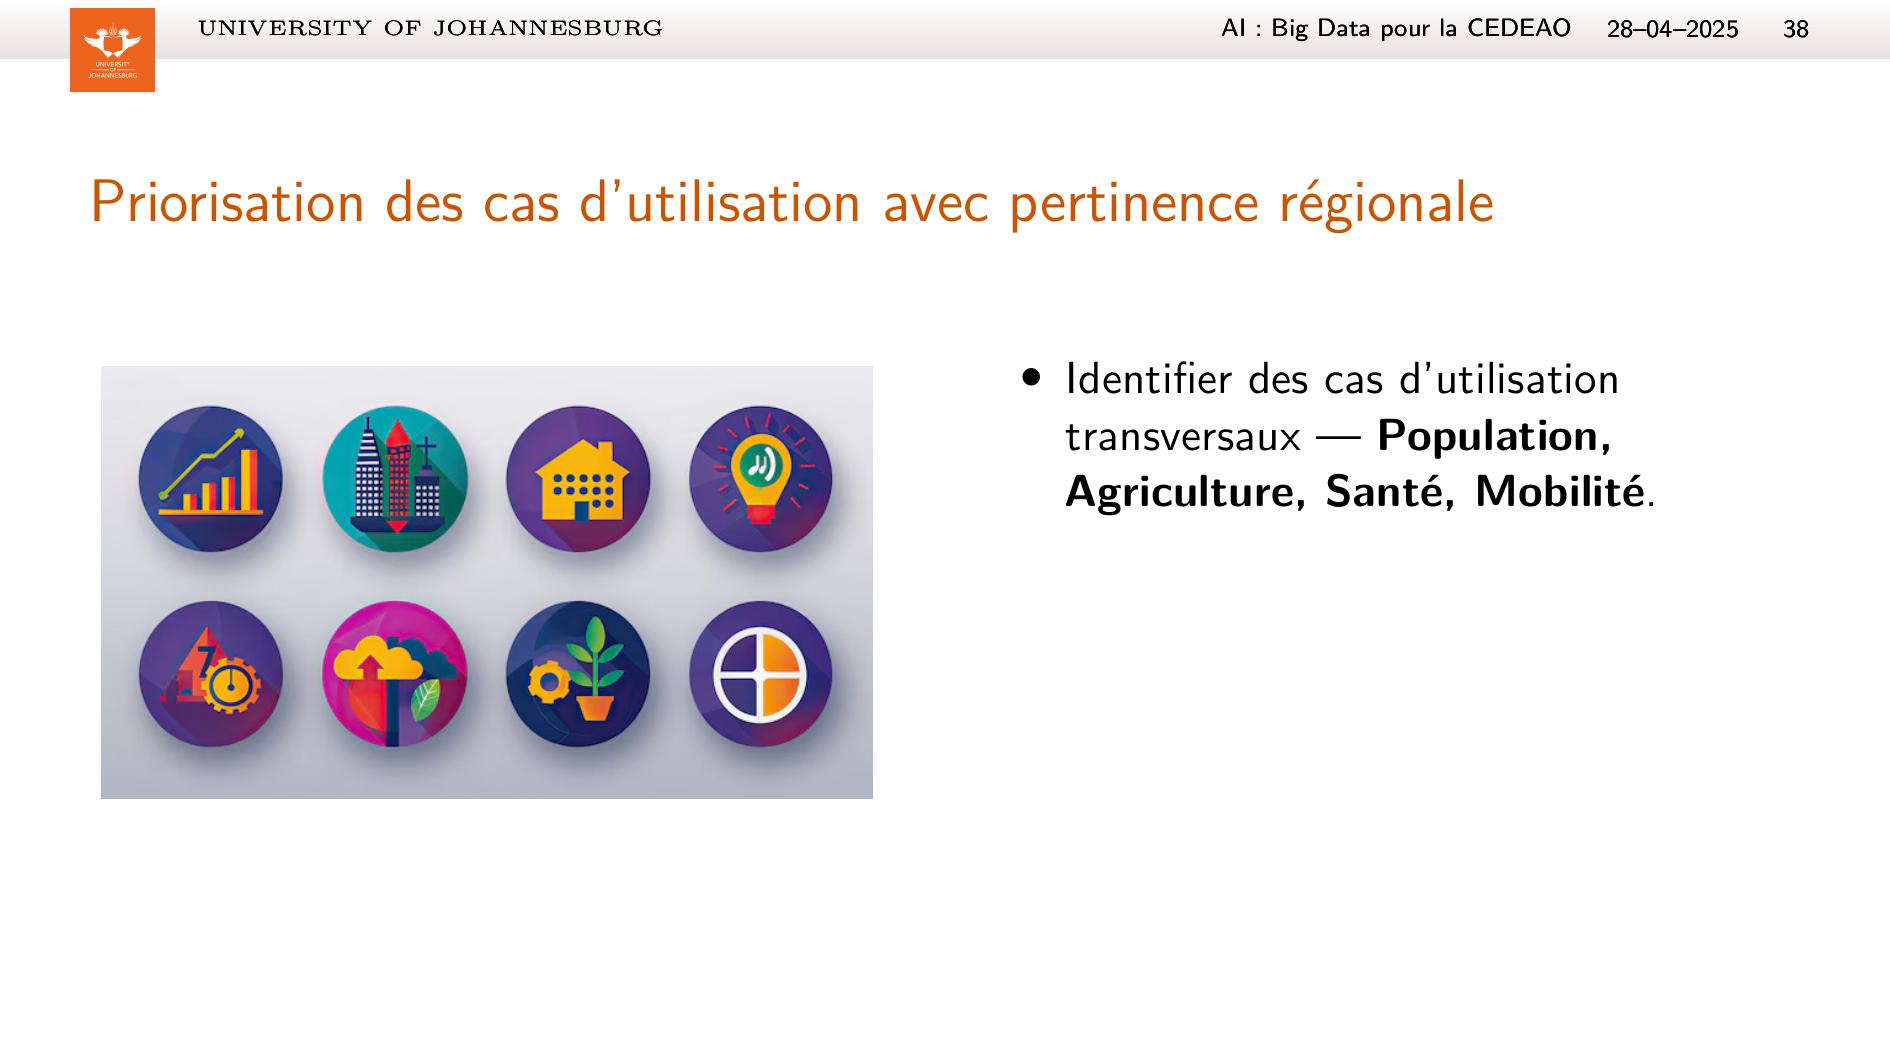 UNIVERSITY OF JOHANNESBURG
AI : Big Data pour la CEDEAO 28–04–2025 38
UNIVERSITY
OF
JOHANNESBURG
Priorisation des cas d'utilisation avec pertinence régionale
• Identifier des cas d'utilisation
transversaux — Population,
Agriculture, Santé, Mobilité.
7